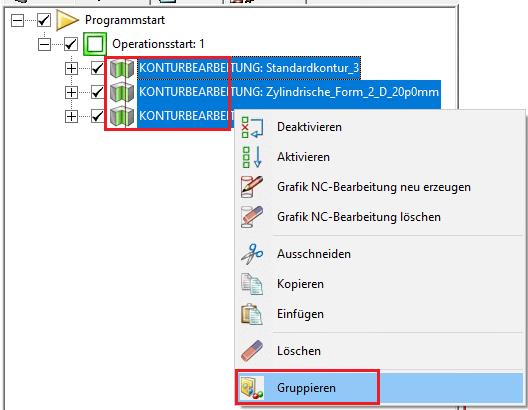 Programmstart
Operationsstart: 1
KONTURBEARBEITUNG: Standardkontur_3
KONTURBEARBEITUNG: Zylindrische_Form_2_D_20p0mm
KONTURBEARBEI
Deaktivieren
Aktivieren
Grafik NC-Bearbeitung neu erzeugen
Grafik NC-Bearbeitung löschen
Ausschneiden
Kopieren
Einfügen
Löschen
Gruppieren